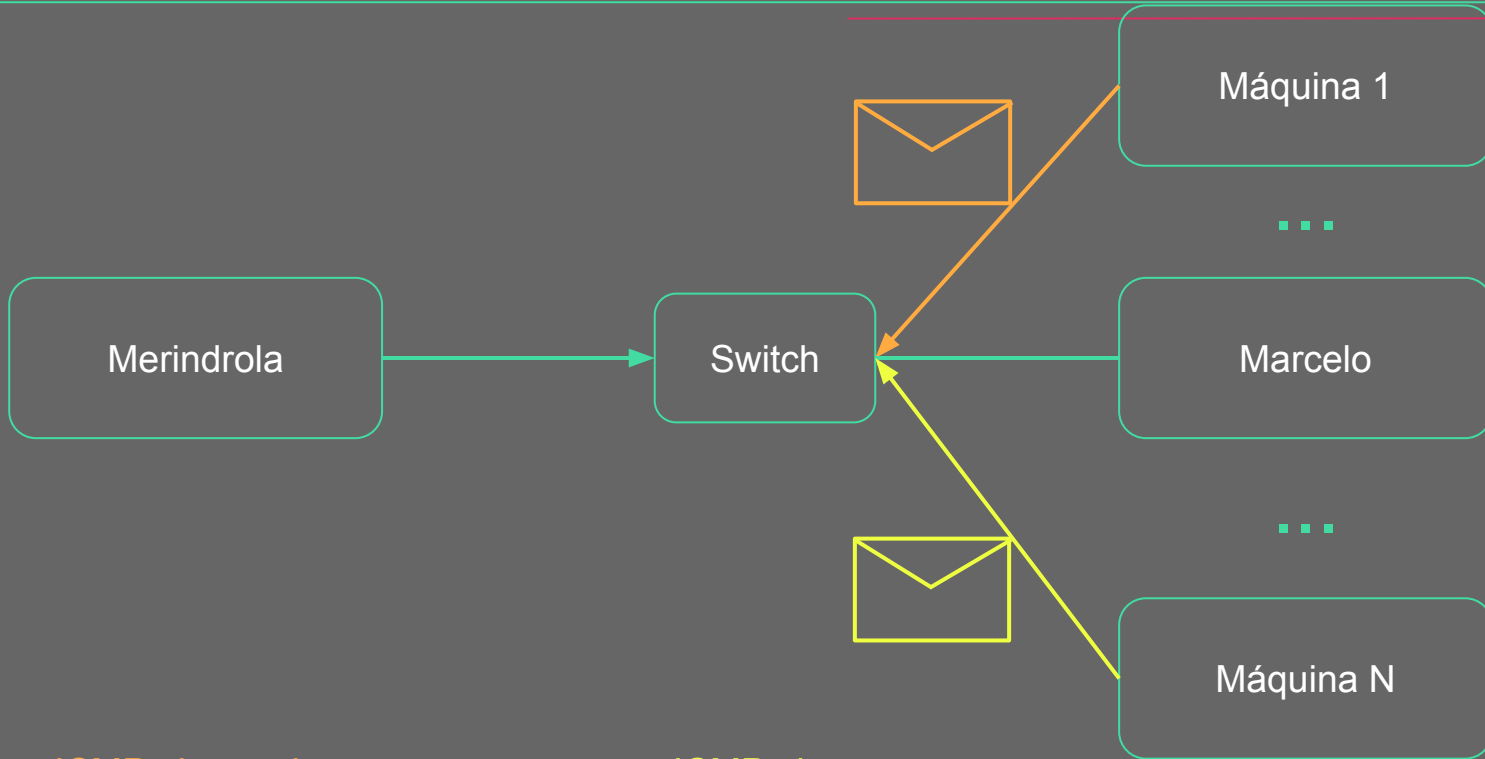 Máquina 1
...
Merindrola
Switch
Marcelo
...
Máquina N